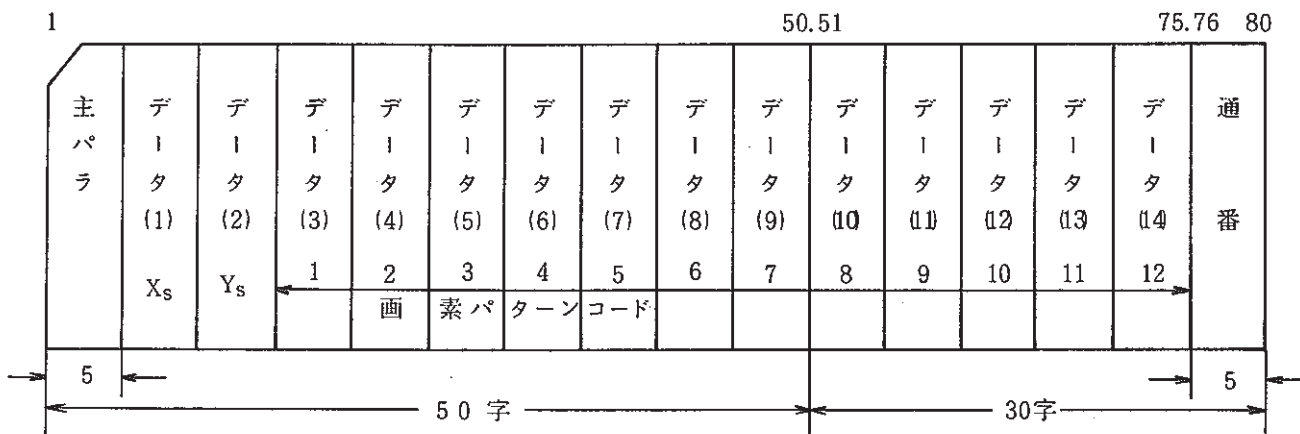 1 50.51 75.76 80
主パラ データ(1) データ(2) データ(3) データ(4) データ(5) データ(6) データ(7) データ(8) データ(9) データ(10) データ(11) データ(12) データ(13) データ(14) 通番
Xs Ys 1 2 3 4 5 6 7 8 9 10 11 12
画素パターンコード
5 5
50字 30字